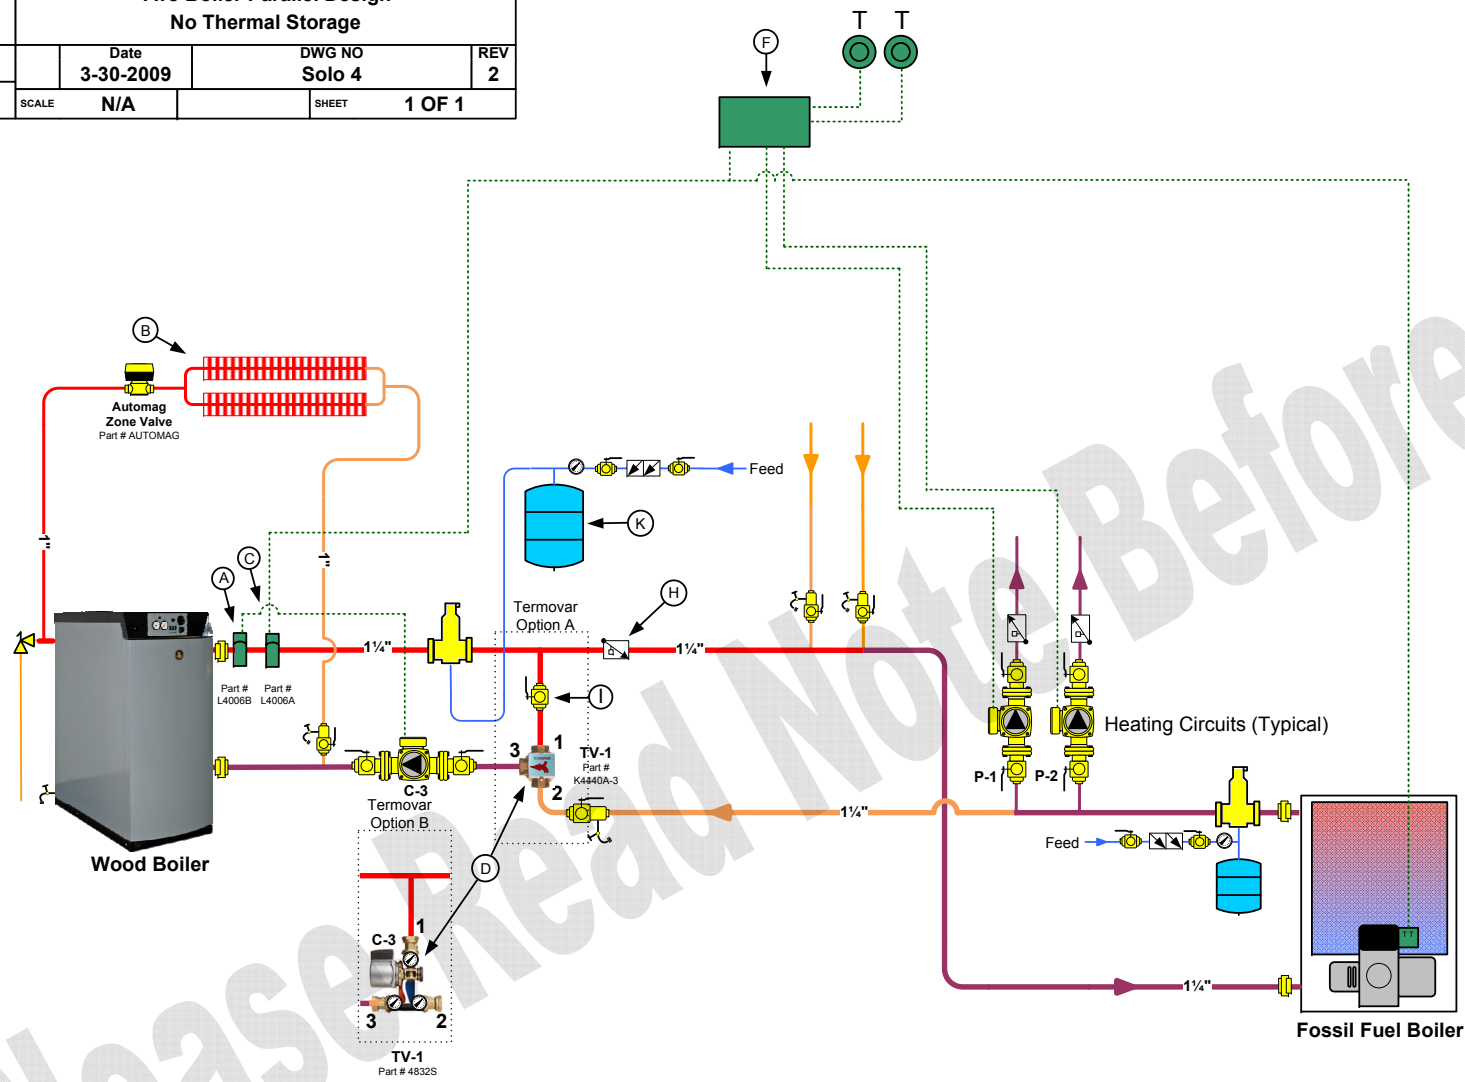 No Thermal Storage
Date
3-30-2009
DWG NO
Solo 4
REV
2
SCALE
N/A
SHEET
1 OF 1
T T
F
B
Automag
Zone Valve
Part # AUTOMAG
1"
1"
Feed
K
A
C
H
Termovar
Option A
1¼"
1¼"
Part #
L4006B
Part #
L4006A
I
3
1
2
TV-1
Part #
K4440A-3
C-3
Termovar
Option B
Heating Circuits (Typical)
P-1
P-2
1¼"
Feed
Wood Boiler
D
1
C-3
3
2
TV-1
Part # 4832S
TT
1¼"
Fossil Fuel Boiler
Please Read Note Before